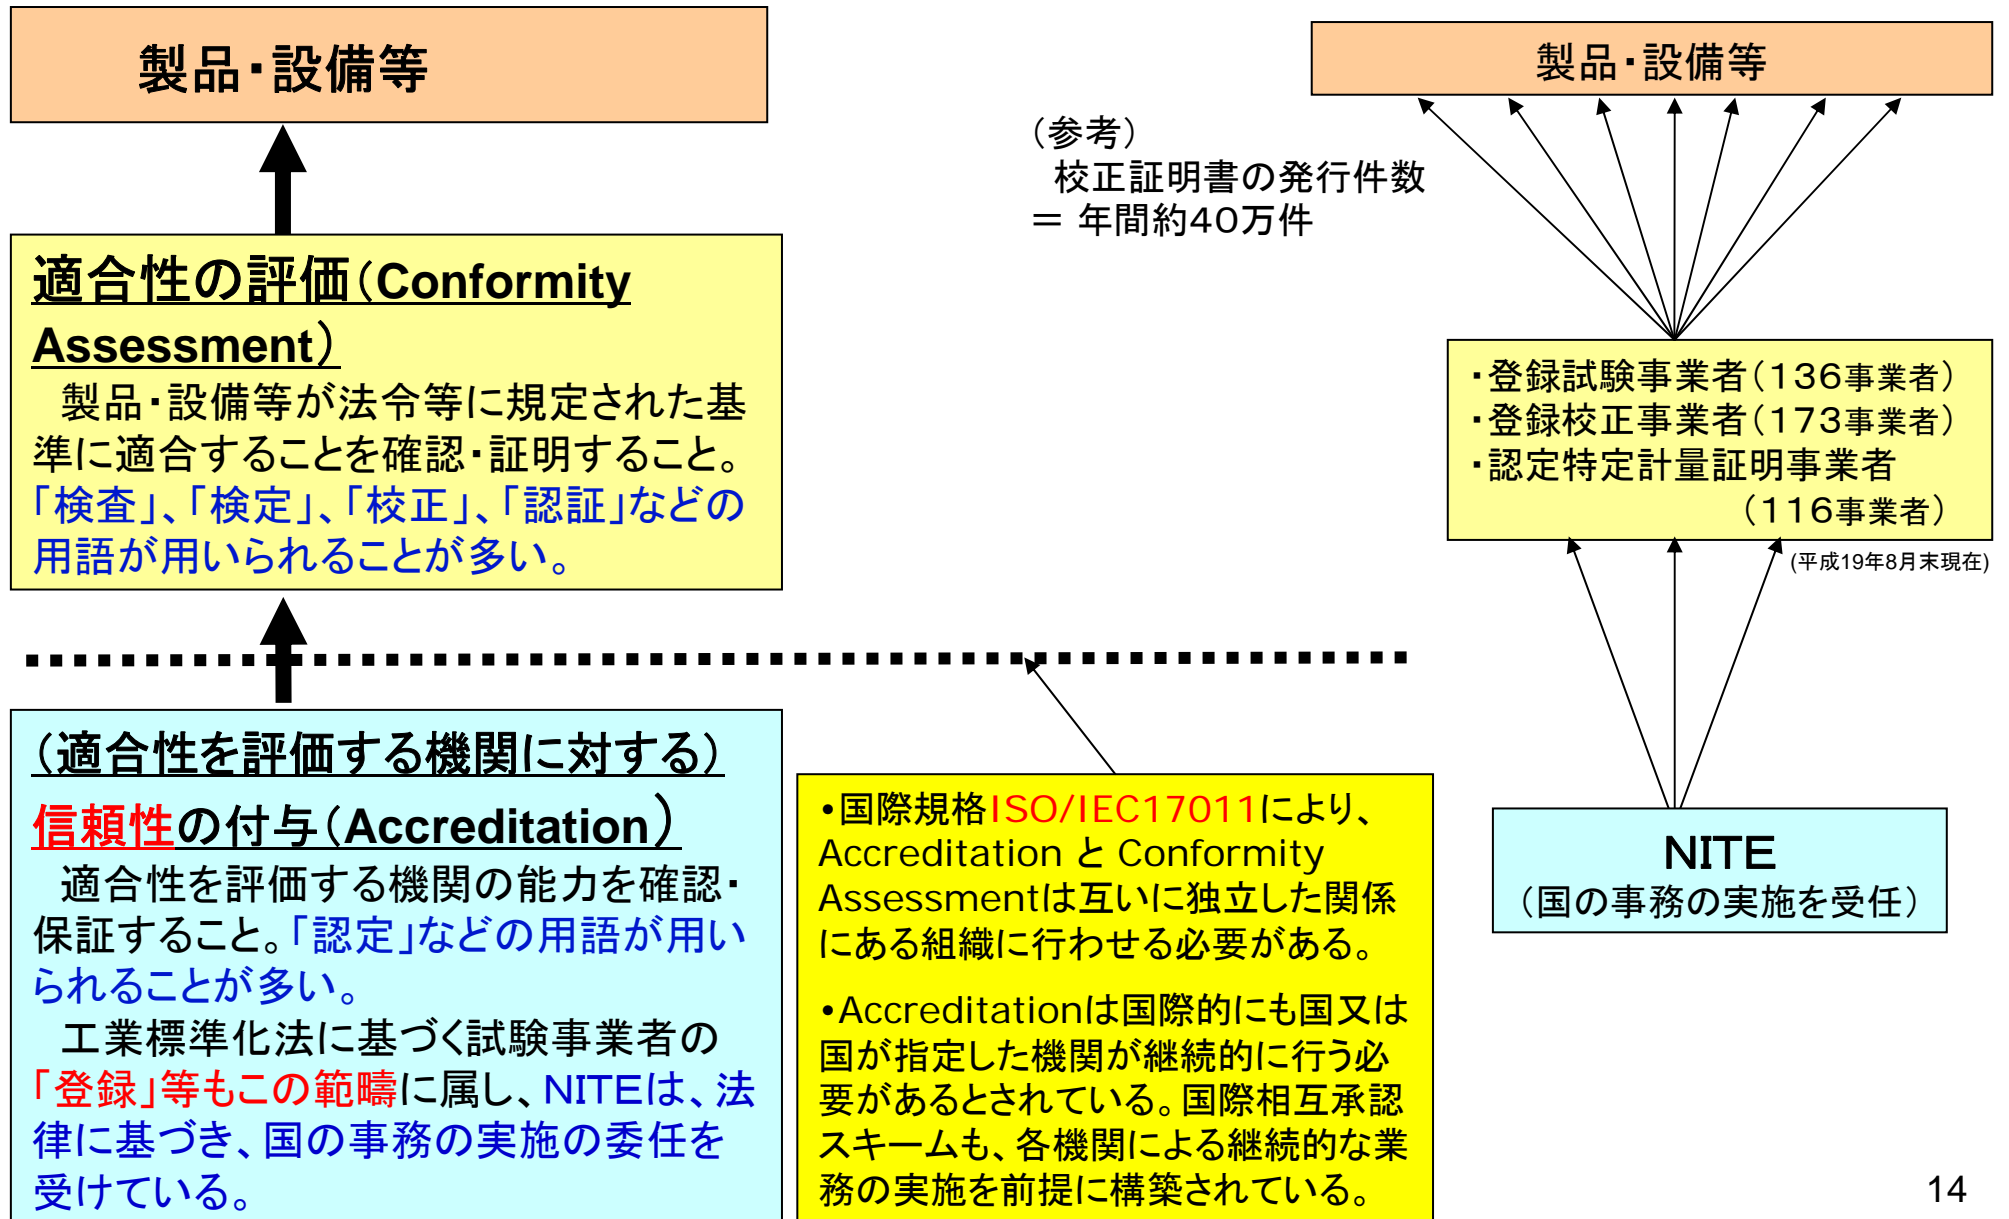 製品・設備等
適合性の評価(Conformity
Assessment)
製品・設備等が法令等に規定された基
準に適合することを確認・証明すること。
「検査」、「検定」、「校正」、「認証」などの
用語が用いられることが多い。
(適合性を評価する機関に対する)
信頼性の付与(Accreditation)
適合性を評価する機関の能力を確認・
保証すること。「認定」などの用語が用い
られることが多い。
工業標準化法に基づく試験事業者の
「登録」等もこの範疇に属し、NITEは、法
律に基づき、国の事務の実施の委任を
受けている。
(参考)
校正証明書の発行件数
= 年間約40万件
•国際規格ISO/IEC17011により、
Accreditation と Conformity
Assessmentは互いに独立した関係
にある組織に行わせる必要がある。
•Accreditationは国際的にも国又は
国が指定した機関が継続的に行う必
要があるとされている。国際相互承認
スキームも、各機関による継続的な業
務の実施を前提に構築されている。
製品・設備等
・登録試験事業者(136事業者)
・登録校正事業者(173事業者)
・認定特定計量証明事業者
(116事業者)
(平成19年8月末現在)
NITE
(国の事務の実施を受任)
14